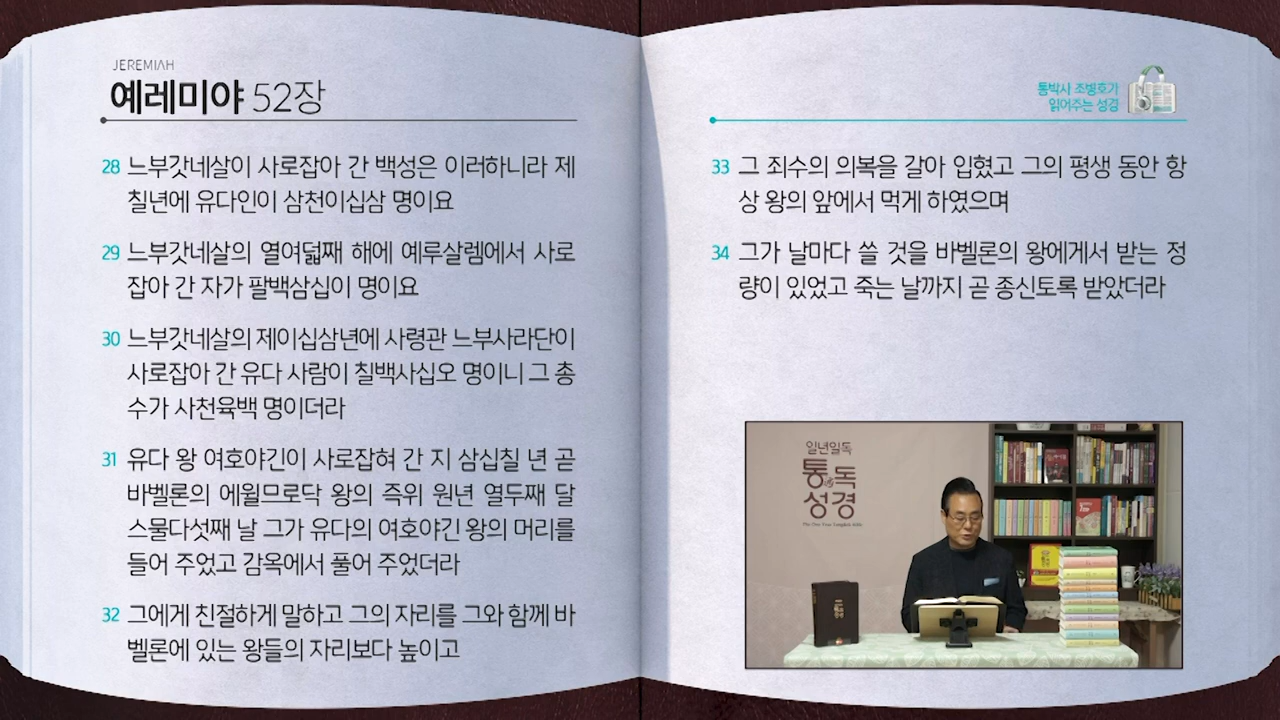 JEREMIAH
예레미야 52장
28 느부갓네살이 사로잡아 간 백성은 이러하니라 제
칠년에 유다인이 삼천이십삼 명이요
29 느부갓네살의 열여덟째 해에 예루살렘에서 사로
잡아 간 자가 팔백삼십이 명이요
30 느부갓네살의 제이십삼년에 사령관 느부사라단이
사로잡아 간 유다 사람이 칠백사십오 명이니 그 총
수가 사천육백 명이더라
31 유다 왕 여호야긴이 사로잡혀 간 지 삼십칠 년 곧
바벨론의 에윌므로닥 왕의 즉위 원년 열두째 달
스물다섯째 날 그가 유다의 여호야긴 왕의 머리를
들어 주었고 감옥에서 풀어 주었더라
32 그에게 친절하게 말하고 그의 자리를 그와 함께 바
벨론에 있는 왕들의 자리보다 높이고
통박사 조병호가
읽어주는 성경
33 그 죄수의 의복을 갈아 입혔고 그의 평생 동안 항
상 왕의 앞에서 먹게 하였으며
34 그가 날마다 쓸 것을 바벨론의 왕에게서 받는 정
량이 있었고 죽는 날까지 곧 종신토록 받았더라
일년일독
통독
성경